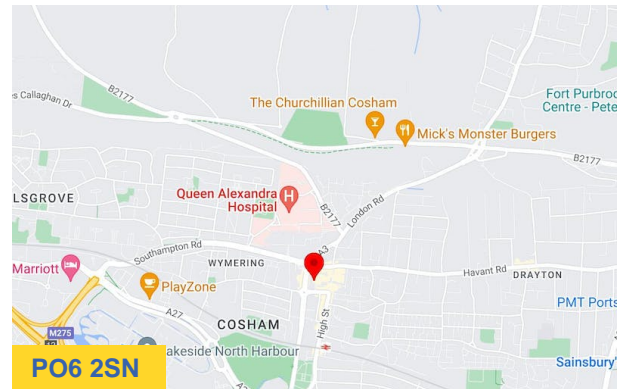 B2177
es Callaghan Dr
The Churchillian Cosham
Fort Purbroo
Centre - Pete
Mick's Monster Burgers
B2177
LSGROVE
Queen Alexandra
Hospital
H
B2177
London Rd
A3
Southampton Rd
WYMERING
Havant Rd
DRAYTON
Marriott
PlayZone
A27
PMT Ports
M275
COSHAM
High St
Lakeside North Harbour
Sainsbury'
PO6 2SN